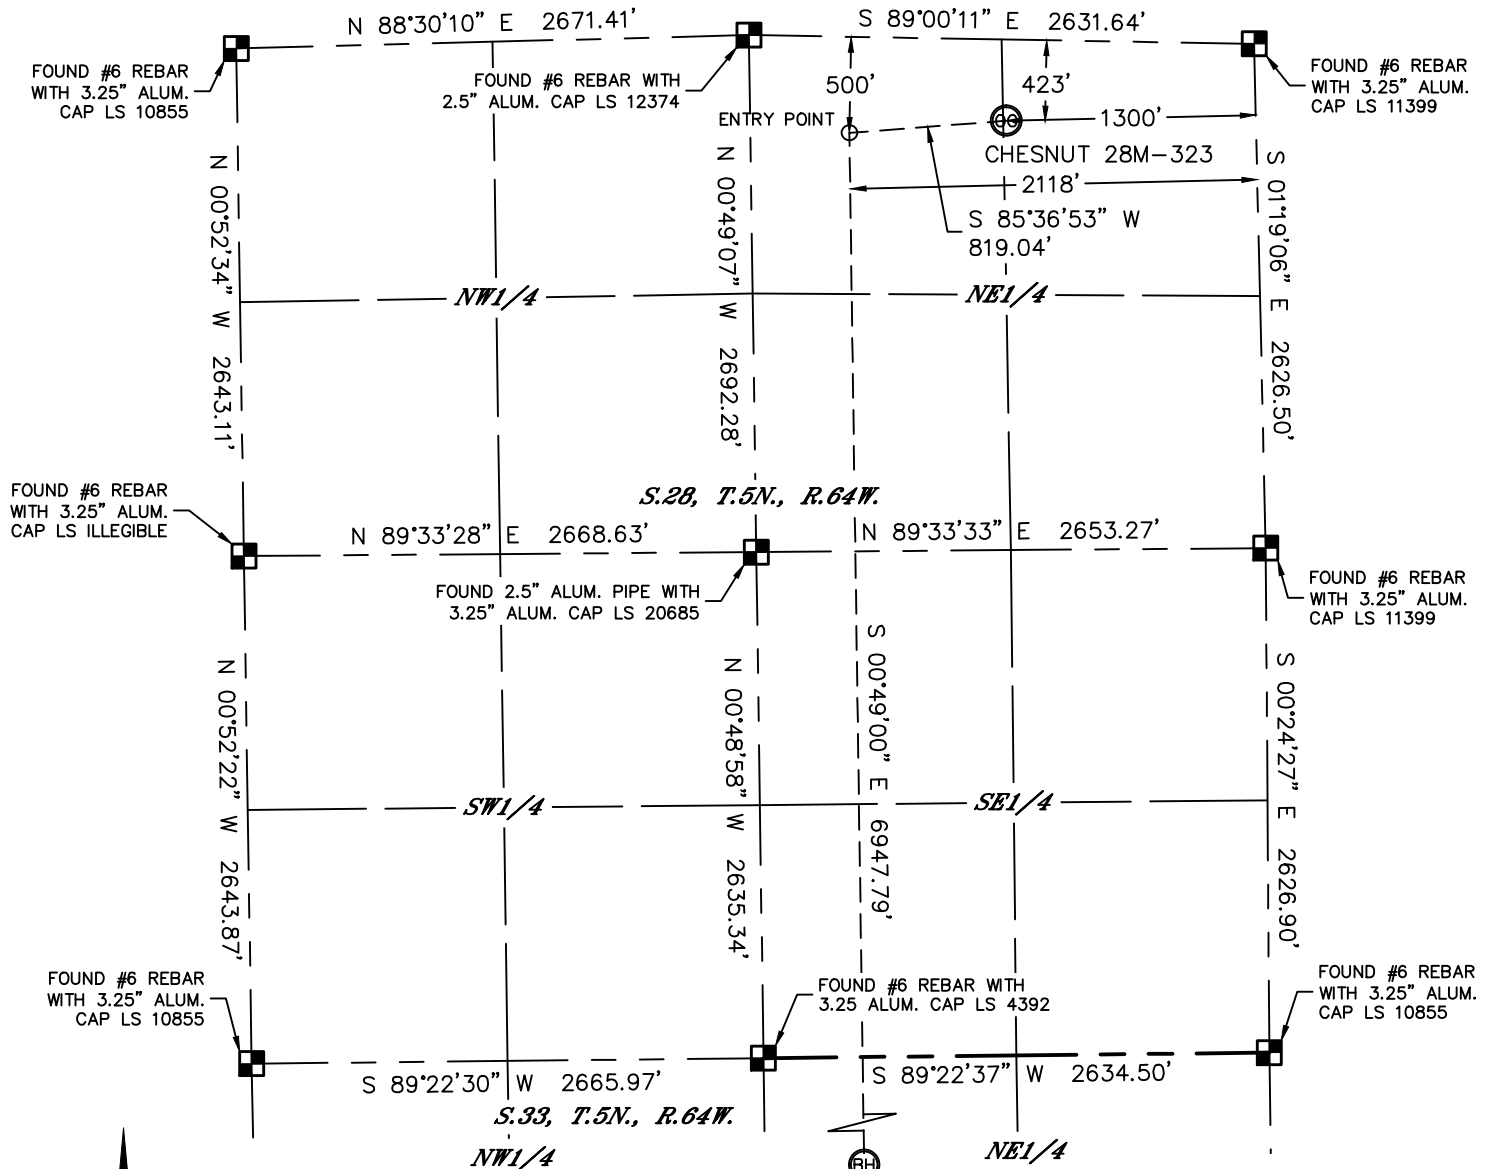 N 88°30'10" E 2671.41'
S 89°00'11" E 2631.64'
FOUND #6 REBAR
WITH 3.25" ALUM.
CAP LS 10855
FOUND #6 REBAR WITH
2.5" ALUM. CAP LS 12374
500'
423'
FOUND #6 REBAR
WITH 3.25" ALUM.
CAP LS 11399
ENTRY POINT
1300'
CHESNUT 28M-323
2118'
S 85°36'53" W
819.04'
N 00°52'34" W 2643.11'
N 00°49'07" W 2692.28'
S 01°19'06" E 2626.50'
NW1/4
NE1/4
FOUND #6 REBAR
WITH 3.25" ALUM.
CAP LS ILLEGIBLE
S.28, T.5N., R.64W.
N 89°33'28" E 2668.63'
N 89°33'33" E 2653.27'
FOUND 2.5" ALUM. PIPE WITH
3.25" ALUM. CAP LS 20685
FOUND #6 REBAR
WITH 3.25" ALUM.
CAP LS 11399
N 00°52'22" W 2643.87'
N 00°48'58" W 2635.34'
S 00°49'00" E 6947.79'
S 00°24'27" E 2626.90'
SW1/4
SE1/4
FOUND #6 REBAR
WITH 3.25" ALUM.
CAP LS 10855
FOUND #6 REBAR WITH
3.25 ALUM. CAP LS 4392
FOUND #6 REBAR
WITH 3.25" ALUM.
CAP LS 10855
S 89°22'30" W 2665.97'
S 89°22'37" W 2634.50'
S.33, T.5N., R.64W.
NW1/4
NE1/4
BH